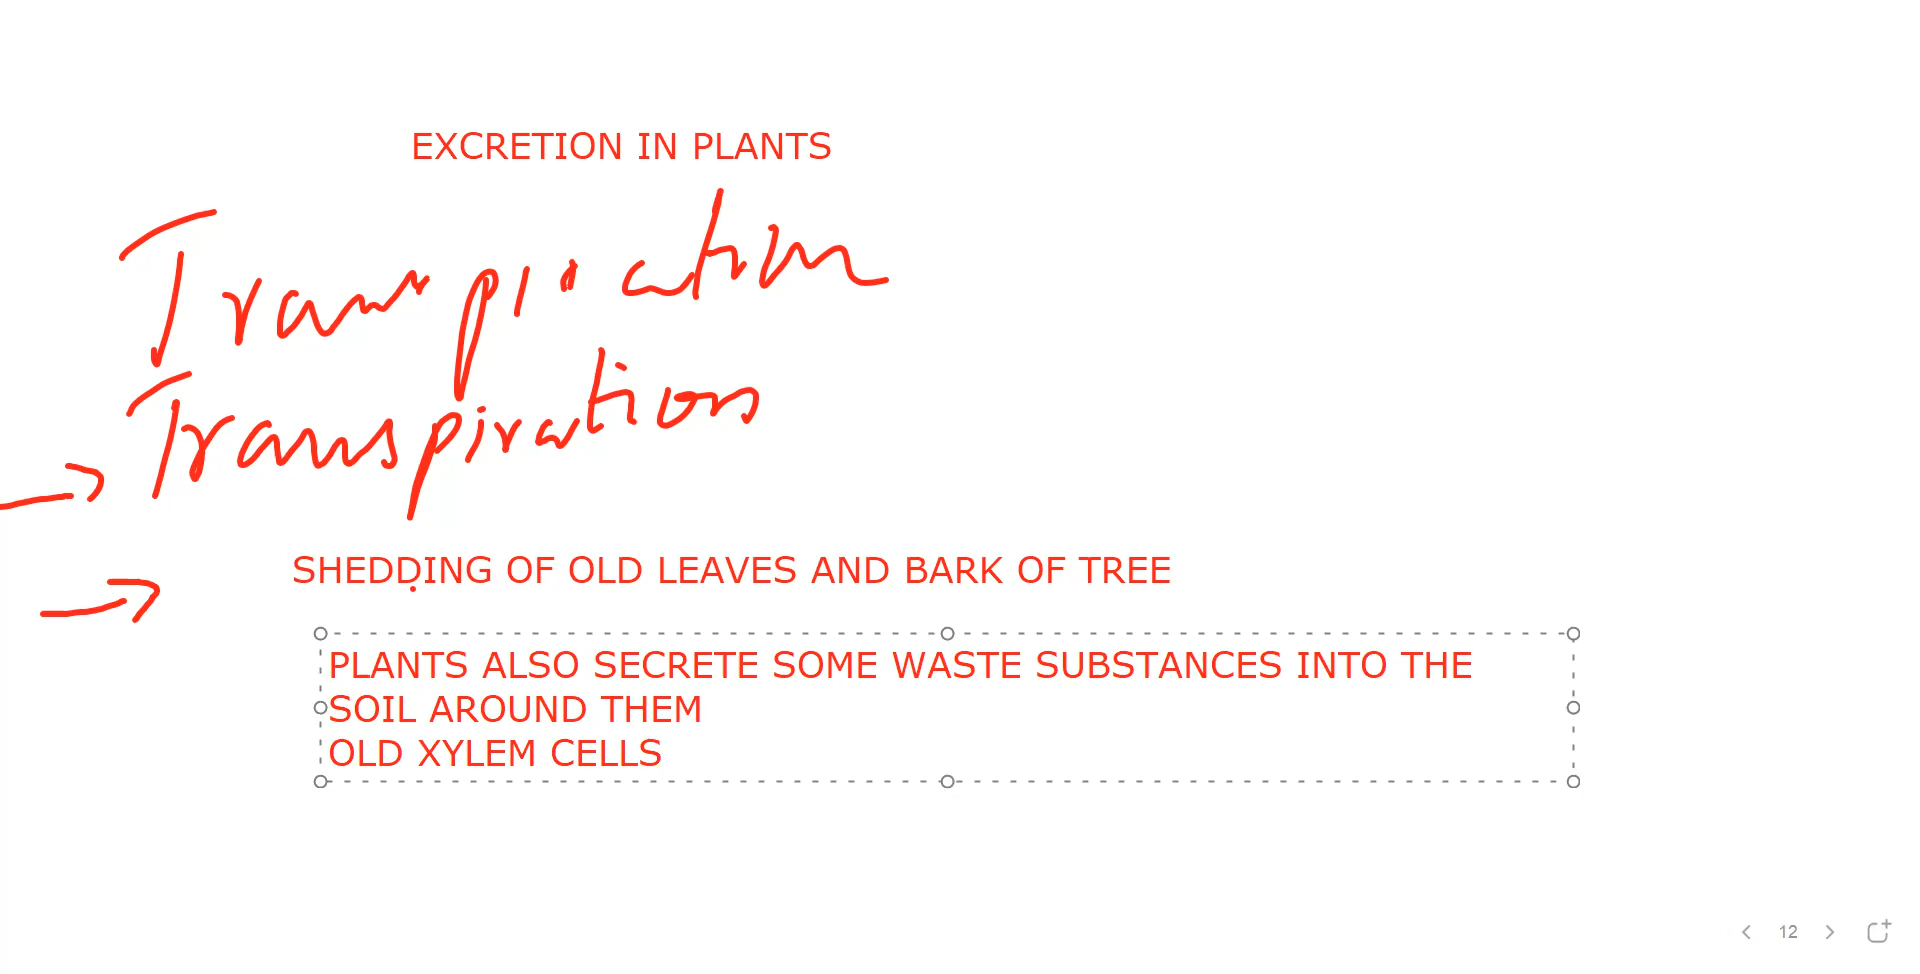 EXCRETION IN PLANTS
Transpiration
Transpirations
SHEDDING OF OLD LEAVES AND BARK OF TREE
PLANTS ALSO SECRETE SOME WASTE SUBSTANCES INTO THE
SOIL AROUND THEM
OLD XYLEM CELLS
12